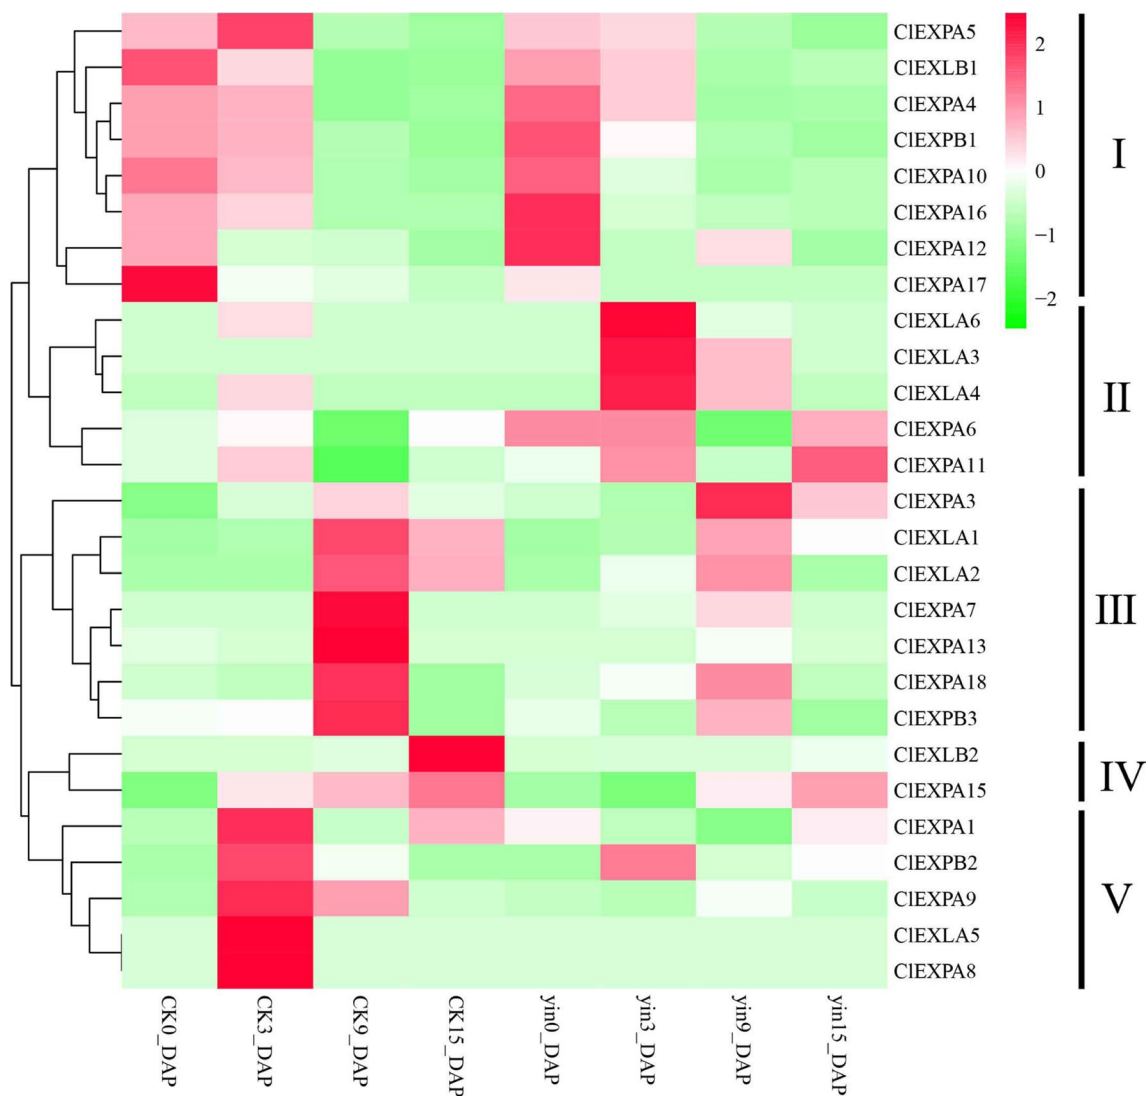 ClEXPA5
ClEXLB1
ClEXPA4
ClEXPB1
ClEXPA10
ClEXPA16
ClEXPA12
ClEXPA17
ClEXLA6
ClEXLA3
ClEXLA4
ClEXPA6
ClEXPA11
ClEXPA3
ClEXLA1
ClEXLA2
ClEXPA7
ClEXPA13
ClEXPA18
ClEXPB3
ClEXLB2
ClEXPA15
ClEXPA1
ClEXPB2
ClEXPA9
ClEXLA5
ClEXPA8
2
1
0
−1
−2
I
II
III
IV
V
CK0_DAP
CK3_DAP
CK9_DAP
CK15_DAP
yin0_DAP
yin3_DAP
yin9_DAP
yin15_DAP